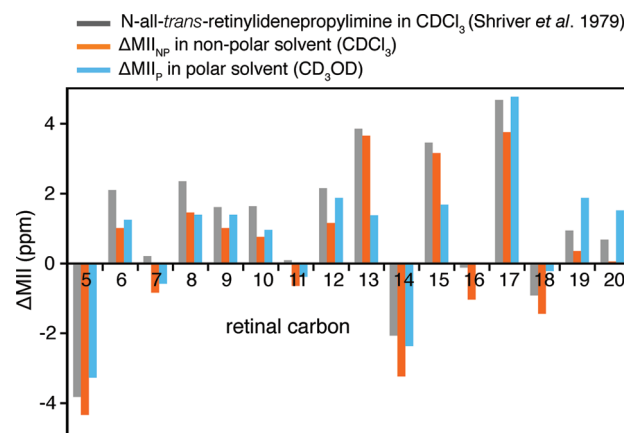 N-all-trans-retinylidenepropylimine in CDCl₃ (Shriver et al. 1979)
ΔMII_NP in non-polar solvent (CDCl₃)
ΔMII_P in polar solvent (CD₃OD)
4
2
0
-2
-4
ΔMII (ppm)
5 6 7 8 9 10 11 12 13 14 15 16 17 18 19 20
retinal carbon